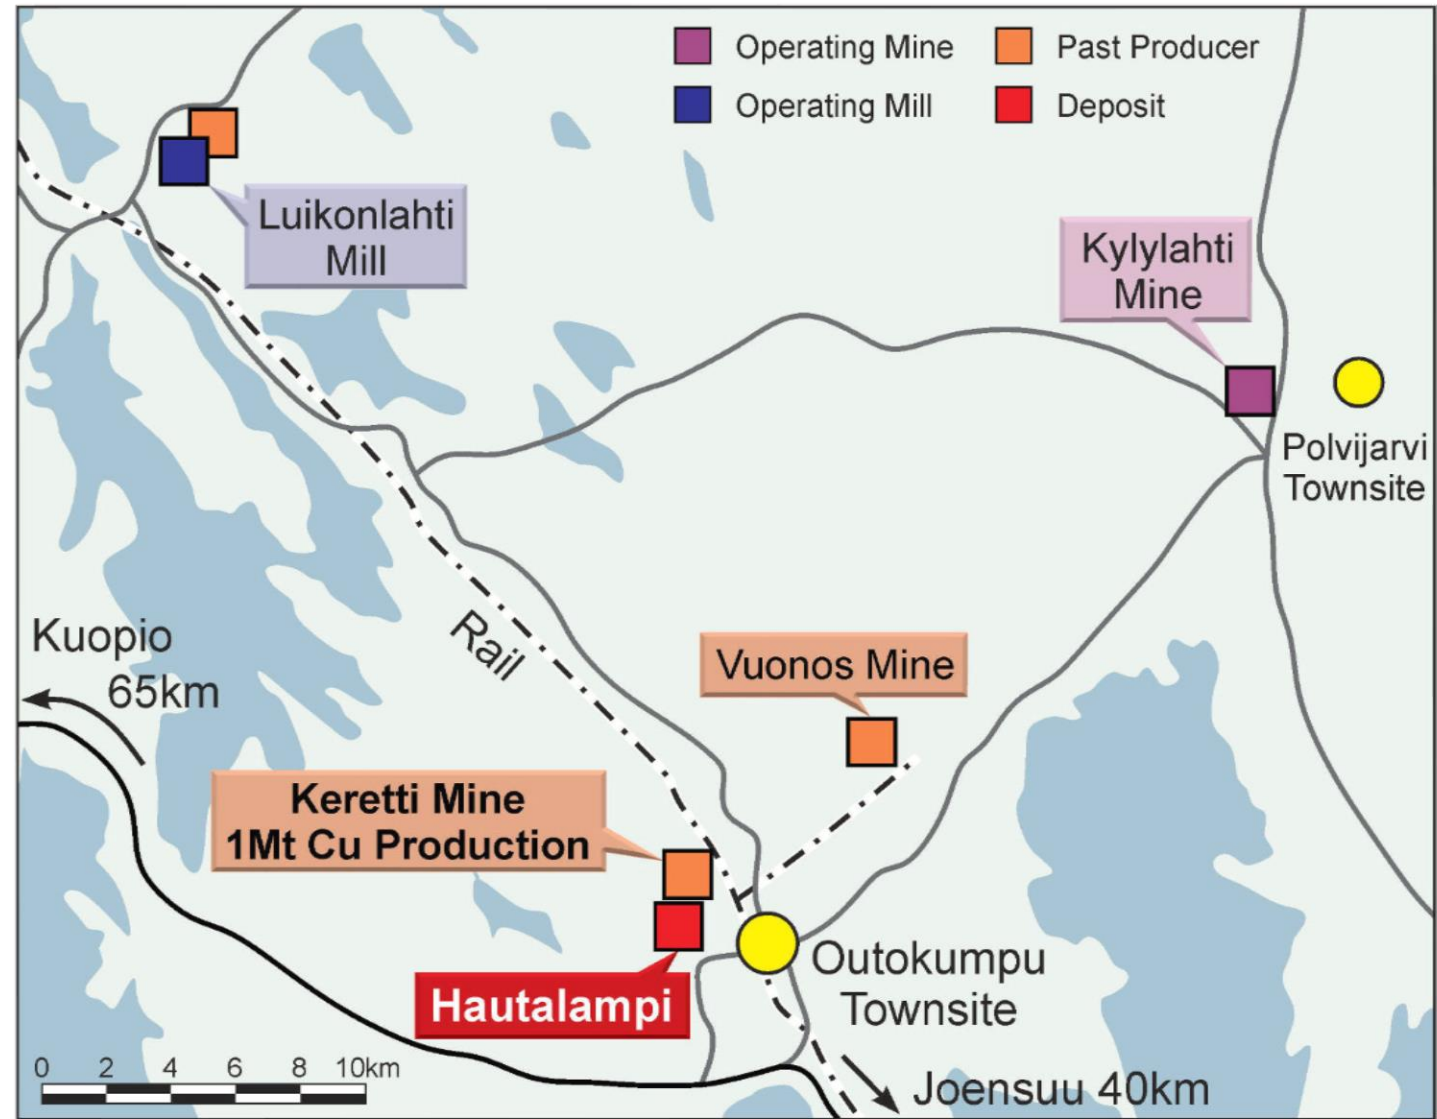 Operating Mine
Past Producer
Operating Mill
Deposit
Luikonlahti
Mill
Kylylahti
Mine
Polvijarvi
Townsite
Kuopio
65km
Rail
Vuonos Mine
Keretti Mine
1Mt Cu Production
Hautalampi
Outokumpu
Townsite
0 2 4 6 8 10km
Joensuu 40km